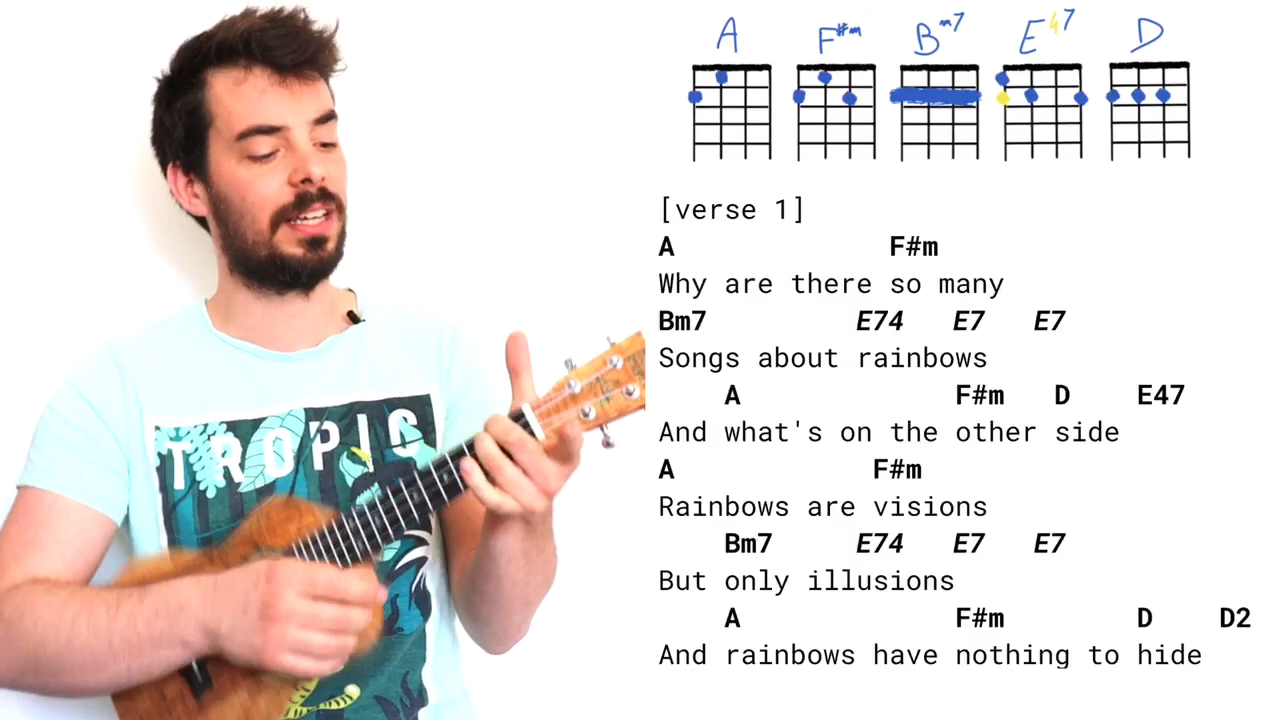 TROPIC
A F#m Bm7 E47 D
[verse 1]
A F#m
Why are there so many
Bm7 E74 E7 E7
Songs about rainbows
A F#m D E47
And what's on the other side
A F#m
Rainbows are visions
Bm7 E74 E7 E7
But only illusions
A F#m D D2
And rainbows have nothing to hide